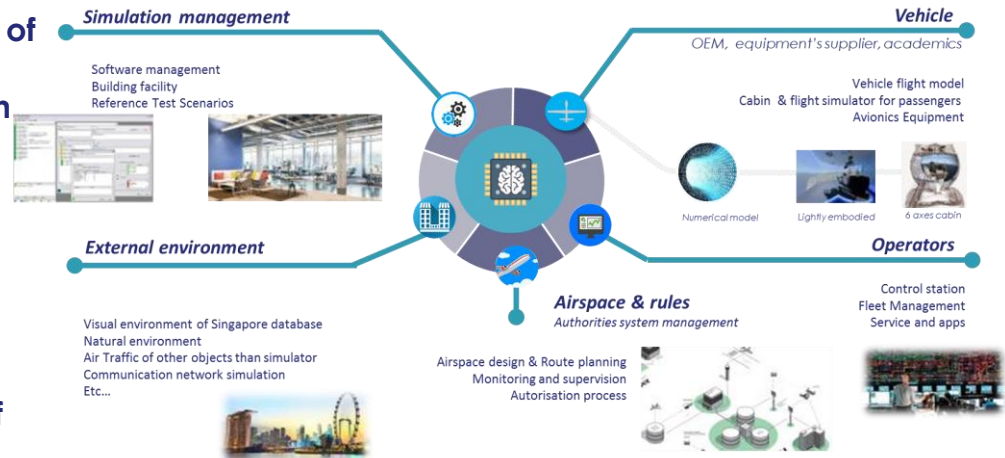 of
n
f
Simulation management
Software management
Building facility
Reference Test Scenarios
Vehicle
OEM, equipment's supplier, academics
Vehicle flight model
Cabin & flight simulator for passengers
Avionics Equipment
Numerical model
Lightly embodied
6 axes cabin
External environment
Visual environment of Singapore database
Natural environment
Air Traffic of other objects than simulator
Communication network simulation
Etc...
Airspace & rules
Authorities system management
Airspace design & Route planning
Monitoring and supervision
Autorisation process
Operators
Control station
Fleet Management
Service and apps